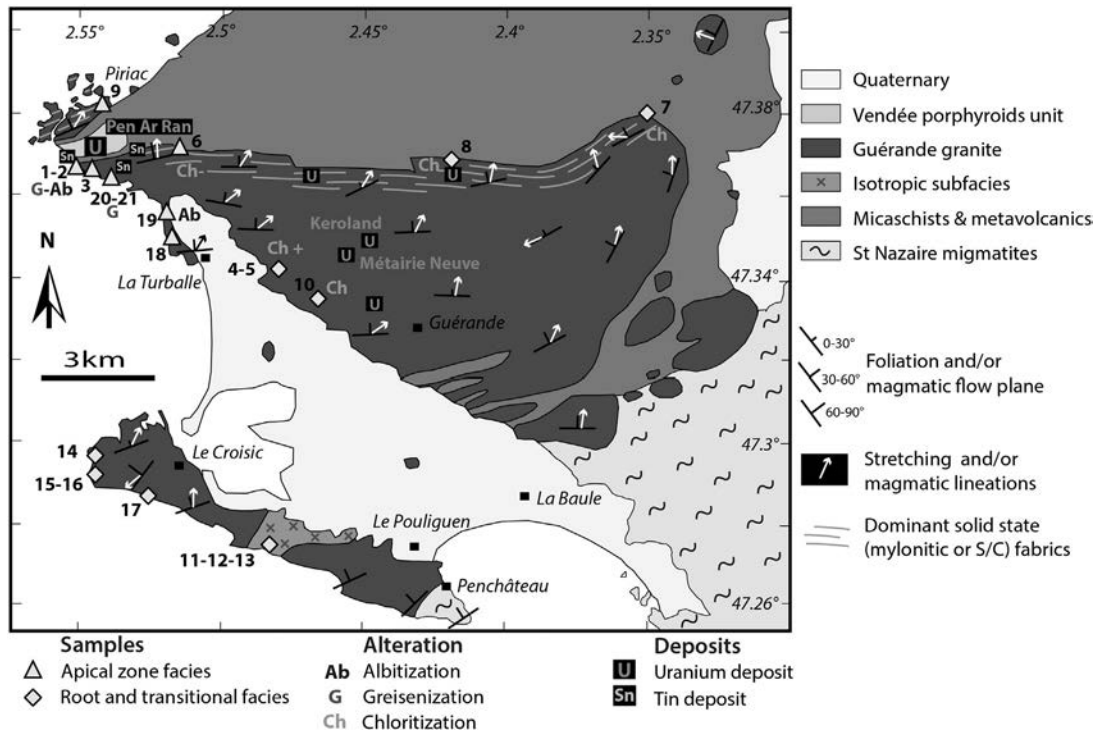 2.55° 2.5° 2.45° 2.4° 2.35°
Piriac
9
7
47.38°
Pen Ar Ran
Sn
6
8
Ch
U
Sn
Ch
Sn
1-2
Sn
Ch-
U
U
G-Ab
3
20-21
G
19
Ab
Keroland
N
18
Ch +
U
4-5
U
Métairie Neuve
47.34°
La Turballe
10
Ch
U
Guérande
3km
47.3°
14
Le Croisic
15-16
La Baule
17
Le Pouliguen
11-12-13
Penchâteau
47.26°
Quaternary
Vendée porphyroids unit
Guérande granite
Isotropic subfacies
Micaschists & metavolcanics
St Nazaire migmatites
0-30°
30-60°
60-90°
Foliation and/or
magmatic flow plane
Stretching and/or
magmatic lineations
Dominant solid state
(mylonitic or S/C) fabrics
Samples
Apical zone facies
Root and transitional facies
Alteration
Ab Albitization
G Greisenization
Ch Chloritization
Deposits
U Uranium deposit
Sn Tin deposit